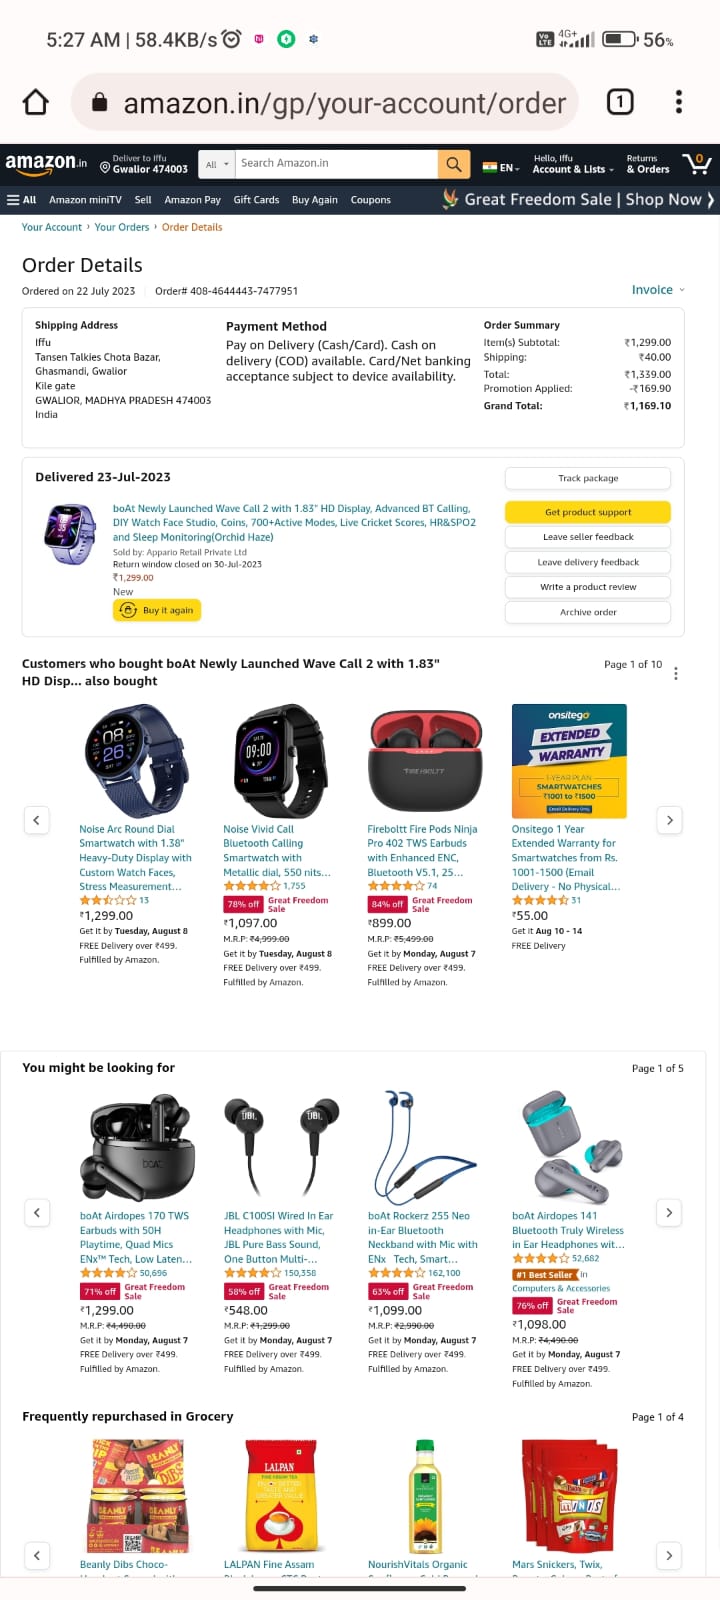 5:27 AM | 58.4KB/s
Vo LTE 4G+ 56%
amazon.in/gp/your-account/order
1
amazon.in
Deliver to Iffu
Gwalior 474003
All
Search Amazon.in
EN
Hello, Iffu
Account & Lists
Returns
& Orders
0
All Amazon miniTV Sell Amazon Pay Gift Cards Buy Again Coupons
Great Freedom Sale | Shop Now ❯
Your Account › Your Orders › Order Details
Order Details
Ordered on 22 July 2023 | Order# 408-4644443-7477951
Invoice
Shipping Address
Iffu
Tansen Talkies Chota Bazar,
Ghasmandi, Gwalior
Kile gate
GWALIOR, MADHYA PRADESH 474003
India
Payment Method
Pay on Delivery (Cash/Card). Cash on
delivery (COD) available. Card/Net banking
acceptance subject to device availability.
Order Summary
Item(s) Subtotal: ₹1,299.00
Shipping: ₹40.00
Total: ₹1,339.00
Promotion Applied: -₹169.90
Grand Total: ₹1,169.10
Delivered 23-Jul-2023
boAt Newly Launched Wave Call 2 with 1.83" HD Display, Advanced BT Calling,
DIY Watch Face Studio, Coins, 700+Active Modes, Live Cricket Scores, HR&SPO2
and Sleep Monitoring(Orchid Haze)
Sold by: Appario Retail Private Ltd
Return window closed on 30-Jul-2023
₹1,299.00
New
Buy it again
Track package
Get product support
Leave seller feedback
Leave delivery feedback
Write a product review
Archive order
Customers who bought boAt Newly Launched Wave Call 2 with 1.83"
HD Disp... also bought
Page 1 of 10
Noise Arc Round Dial
Smartwatch with 1.38"
Heavy-Duty Display with
Custom Watch Faces,
Stress Measurement...
13
₹1,299.00
Get it by Tuesday, August 8
FREE Delivery over ₹499.
Fulfilled by Amazon.
09:00
Noise Vivid Call
Bluetooth Calling
Smartwatch with
Metallic dial, 550 nits...
1,755
78% off Great Freedom
Sale
₹1,097.00
M.R.P: ₹4,999.00
Get it by Tuesday, August 8
FREE Delivery over ₹499.
Fulfilled by Amazon.
FIRE-BOLTT
Fireboltt Fire Pods Ninja
Pro 402 TWS Earbuds
with Enhanced ENC,
Bluetooth V5.1, 25...
74
84% off Great Freedom
Sale
₹899.00
M.R.P: ₹5,499.00
Get it by Monday, August 7
FREE Delivery over ₹499.
Fulfilled by Amazon.
onsitego
EXTENDED
WARRANTY
1-YEAR PLAN
SMARTWATCHES
₹1001 to ₹1500
Email Delivery Only
Onsitego 1 Year
Extended Warranty for
Smartwatches from Rs.
1001-1500 (Email
Delivery - No Physical...
31
₹55.00
Get it Aug 10 - 14
FREE Delivery
You might be looking for
Page 1 of 5
boAt
boAt Airdopes 170 TWS
Earbuds with 50H
Playtime, Quad Mics
ENx™ Tech, Low Laten...
50,696
71% off Great Freedom
Sale
₹1,299.00
M.R.P: ₹4,490.00
Get it by Monday, August 7
FREE Delivery over ₹499.
Fulfilled by Amazon.
JBL JBL
JBL C100SI Wired In Ear
Headphones with Mic,
JBL Pure Bass Sound,
One Button Multi-...
150,358
58% off Great Freedom
Sale
₹548.00
M.R.P: ₹1,299.00
Get it by Monday, August 7
FREE Delivery over ₹499.
Fulfilled by Amazon.
boAt Rockerz 255 Neo
in-Ear Bluetooth
Neckband with Mic with
ENx Tech, Smart...
162,100
63% off Great Freedom
Sale
₹1,099.00
M.R.P: ₹2,990.00
Get it by Monday, August 7
FREE Delivery over ₹499.
Fulfilled by Amazon.
boAt Airdopes 141
Bluetooth Truly Wireless
in Ear Headphones wit...
52,682
#1 Best Seller in
Computers & Accessories
76% off Great Freedom
Sale
₹1,098.00
M.R.P: ₹4,490.00
Get it by Monday, August 7
FREE Delivery over ₹499.
Fulfilled by Amazon.
Frequently repurchased in Grocery
Page 1 of 4
BEANLY
DIBS
Beanly Dibs Choco-
LALPAN
LALPAN Fine Assam
NourishVitals Organic
MINIS
Mars Snickers, Twix,